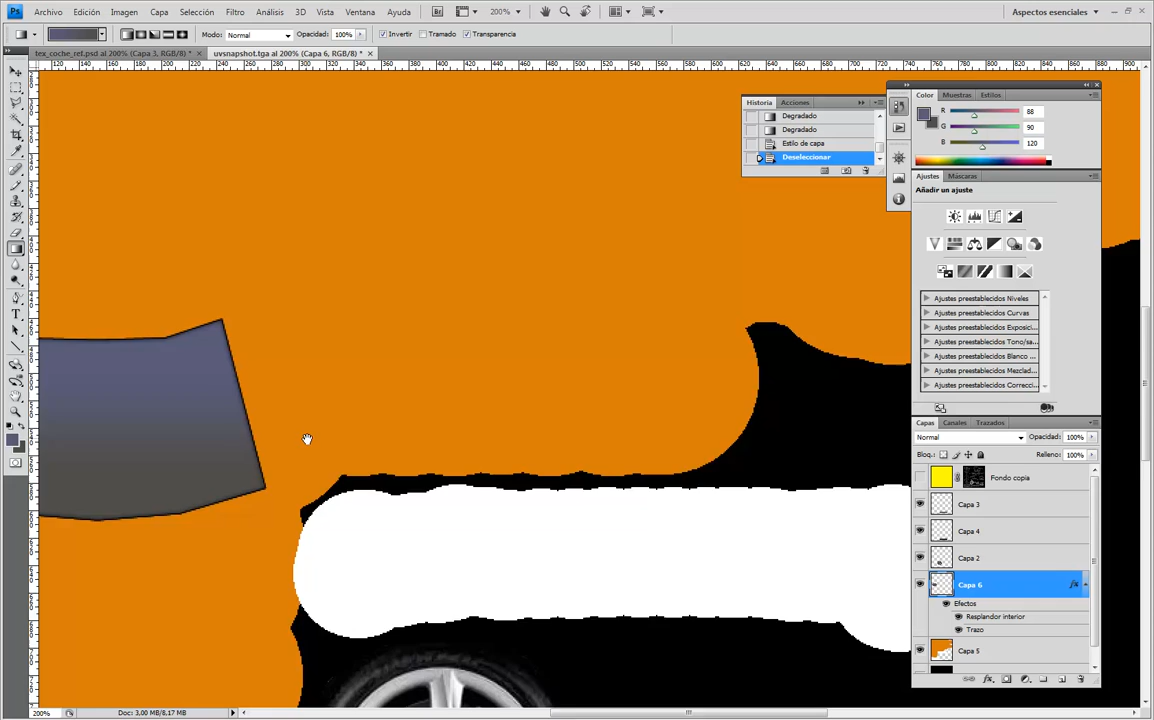 Ps Archivo Edición Imagen Capa Selección Filtro Análisis 3D Vista Ventana Ayuda Br 200% Aspectos esenciales
Modo: Normal Opacidad: 100% Invertir Tramado Transparencia
tex_coche_ref.psd al 200% (Capa 3, RGB/8) * uvsnapshot.tga al 200% (Capa 6, RGB/8) *
Historia Acciones
Degradado
Degradado
Estilo de capa
Deseleccionar
Color Muestras Estilos
R 88
G 90
B 120
Ajustes Máscaras
Añadir un ajuste
Ajustes preestablecidos Niveles
Ajustes preestablecidos Curvas
Ajustes preestablecidos Exposici...
Ajustes preestablecidos Tono/sa...
Ajustes preestablecidos Blanco ...
Ajustes preestablecidos Mezclad...
Ajustes preestablecidos Correcci...
Capas Canales Trazados
Normal Opacidad: 100%
Bloq.: Relleno: 100%
Fondo copia
Capa 3
Capa 4
Capa 2
Capa 6 fx
Efectos
Resplandor interior
Trazo
Capa 5
200% Doc: 3,00 MB/8,17 MB